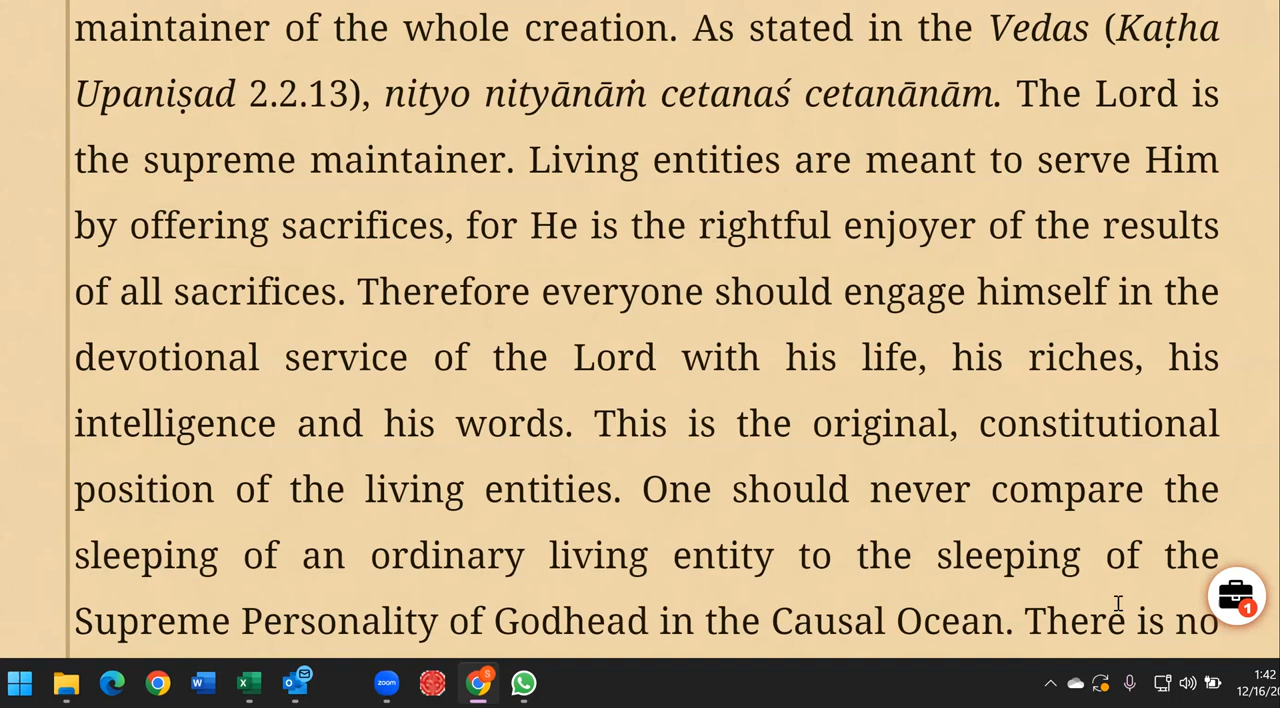 maintainer of the whole creation. As stated in the Vedas (Kaṭha
Upaniṣad 2.2.13), nityo nityānāṁ cetanaś cetanānām. The Lord is
the supreme maintainer. Living entities are meant to serve Him
by offering sacrifices, for He is the rightful enjoyer of the results
of all sacrifices. Therefore everyone should engage himself in the
devotional service of the Lord with his life, his riches, his
intelligence and his words. This is the original, constitutional
position of the living entities. One should never compare the
sleeping of an ordinary living entity to the sleeping of the
Supreme Personality of Godhead in the Causal Ocean. There is no
1
zoom
S
1:42
12/16/20